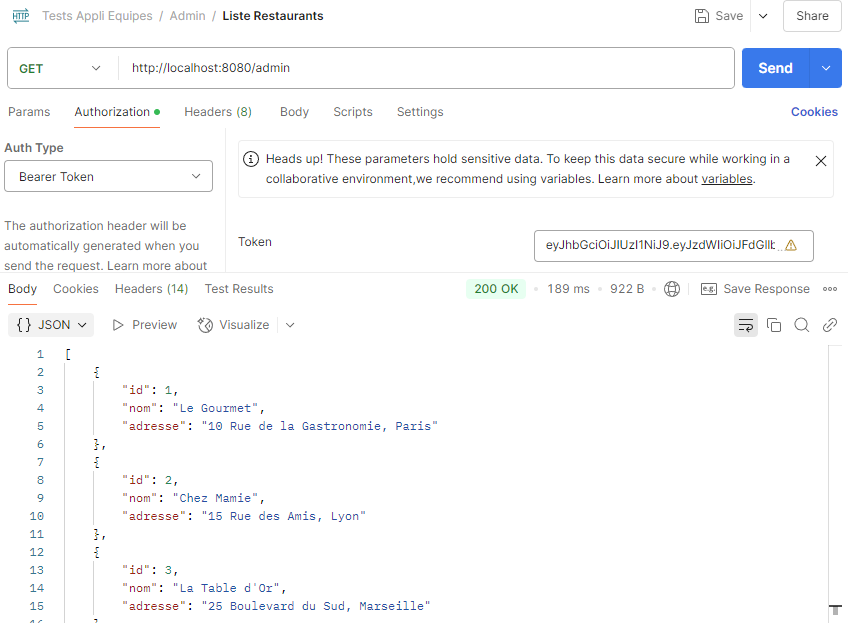 HTTP Tests Appli Equipes / Admin / Liste Restaurants Save Share
GET http://localhost:8080/admin Send
Params Authorization Headers (8) Body Scripts Settings Cookies
Auth Type
Bearer Token
The authorization header will be
automatically generated when you
send the request. Learn more about
Heads up! These parameters hold sensitive data. To keep this data secure while working in a
collaborative environment,we recommend using variables. Learn more about variables.
Token eyJhbGciOiJIUzI1NiJ9.eyJzdWIiOiJFdGllb...
Body Cookies Headers (14) Test Results 200 OK 189 ms 922 B e.g. Save Response
{} JSON Preview Visualize
1 [
2 {
3 "id": 1,
4 "nom": "Le Gourmet",
5 "adresse": "10 Rue de la Gastronomie, Paris"
6 },
7 {
8 "id": 2,
9 "nom": "Chez Mamie",
10 "adresse": "15 Rue des Amis, Lyon"
11 },
12 {
13 "id": 3,
14 "nom": "La Table d'Or",
15 "adresse": "25 Boulevard du Sud, Marseille"